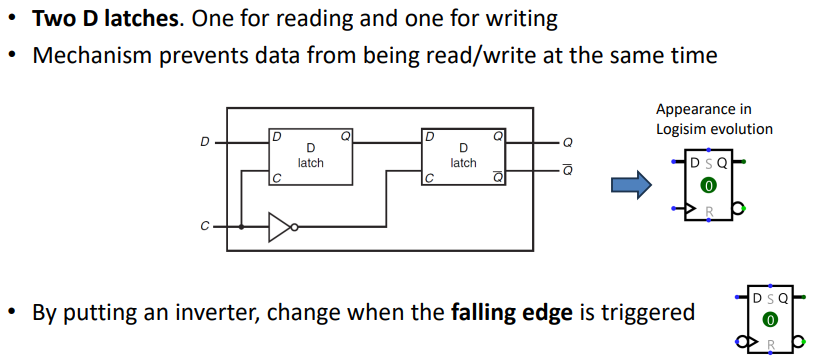 • Two D latches. One for reading and one for writing
• Mechanism prevents data from being read/write at the same time
Appearance in
Logisim evolution
D
D
Q
D
latch
C
D
Q
D
latch
C
Q̅
Q
Q̅
C
D S Q
0
R
• By putting an inverter, change when the falling edge is triggered
D S Q
0
R